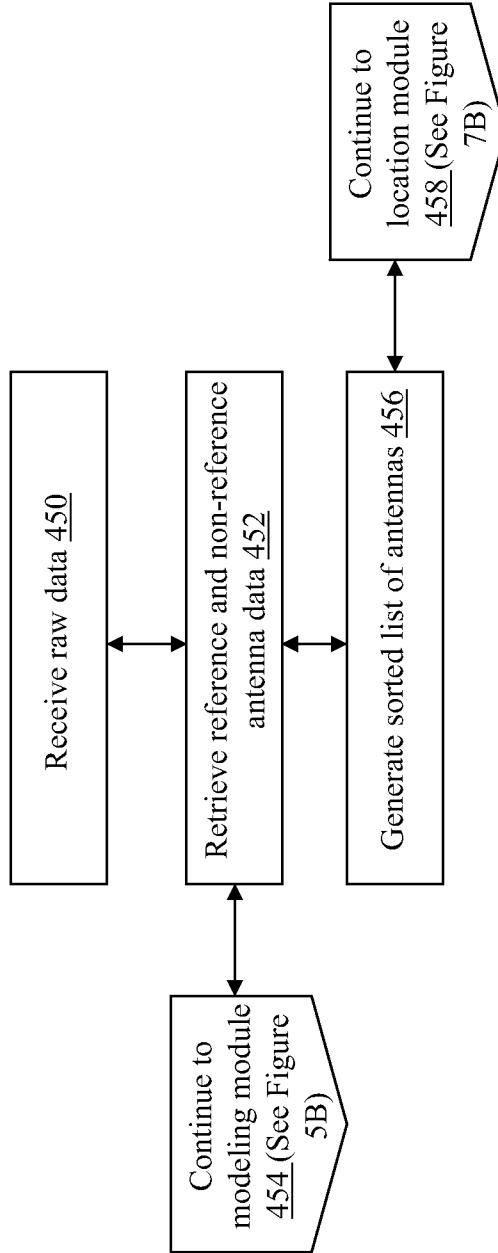 Receive raw data 450
Retrieve reference and non-reference
antenna data 452
Continue to
modeling module
454 (See Figure
5B)
Generate sorted list of antennas 456
Continue to
location module
458 (See Figure
7B)